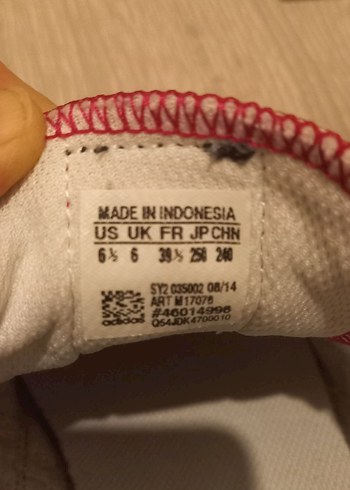 MADE IN INDONESIA
US UK FR JP CHN
6½ 6 39⅓ 250 240
SY2 035002 08/14
ART M17076
#46014996
adidas Q54JDK4700010